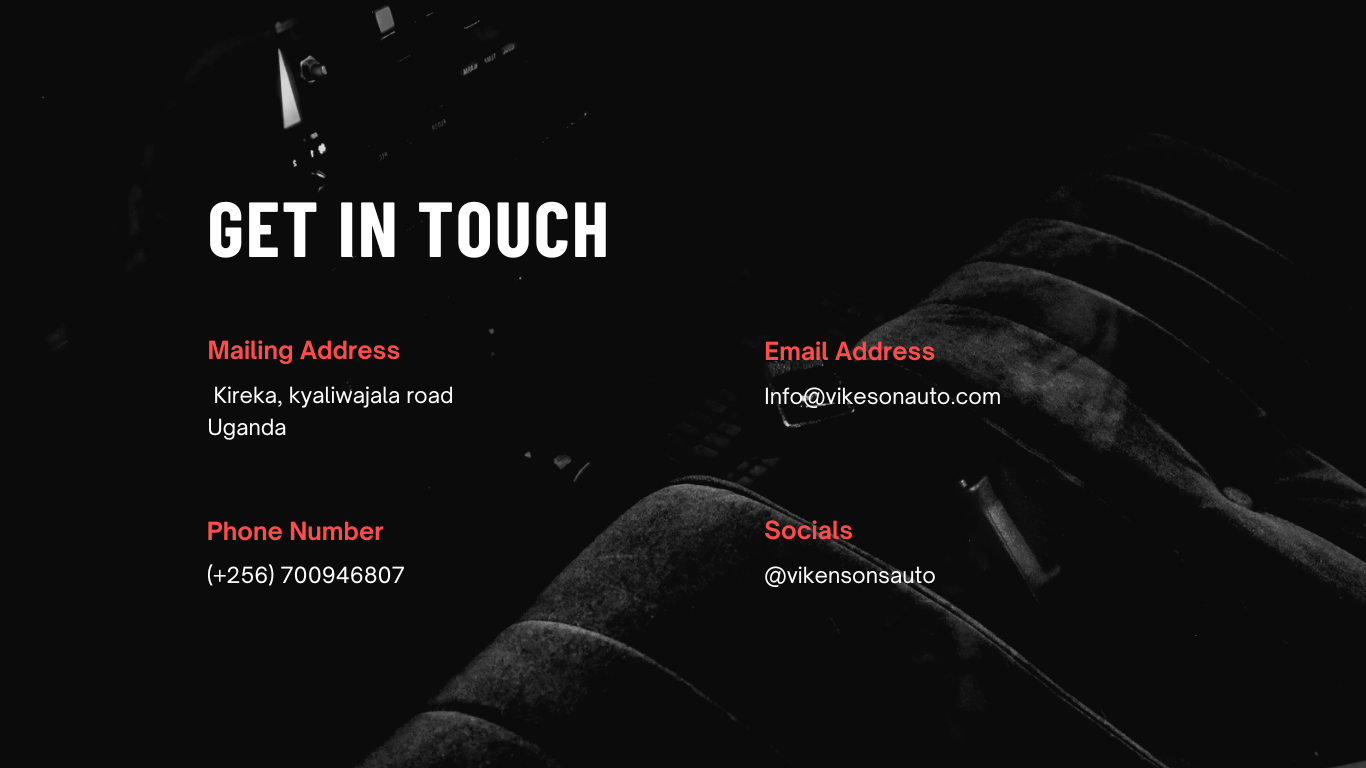 GET IN TOUCH
Mailing Address
Kireka, kyaliwajala road
Uganda
Email Address
Info@vikesonauto.com
Phone Number
(+256) 700946807
Socials
@vikensonsauto